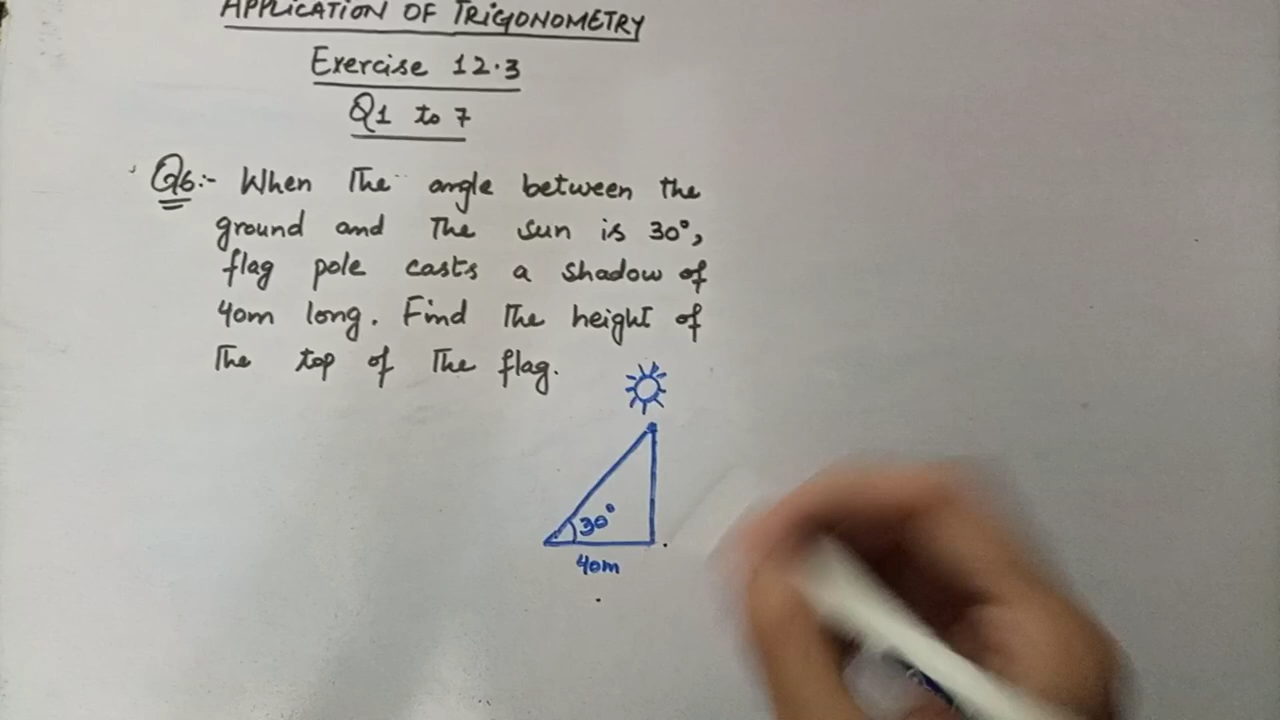 APPLICATION OF TRIGONOMETRY
Exercise 12.3
Q1 to 7
Q6:- When The angle between the
ground and The sun is 30°,
flag pole casts a shadow of
40m long. Find The height of
The top of The flag.
30°
40m